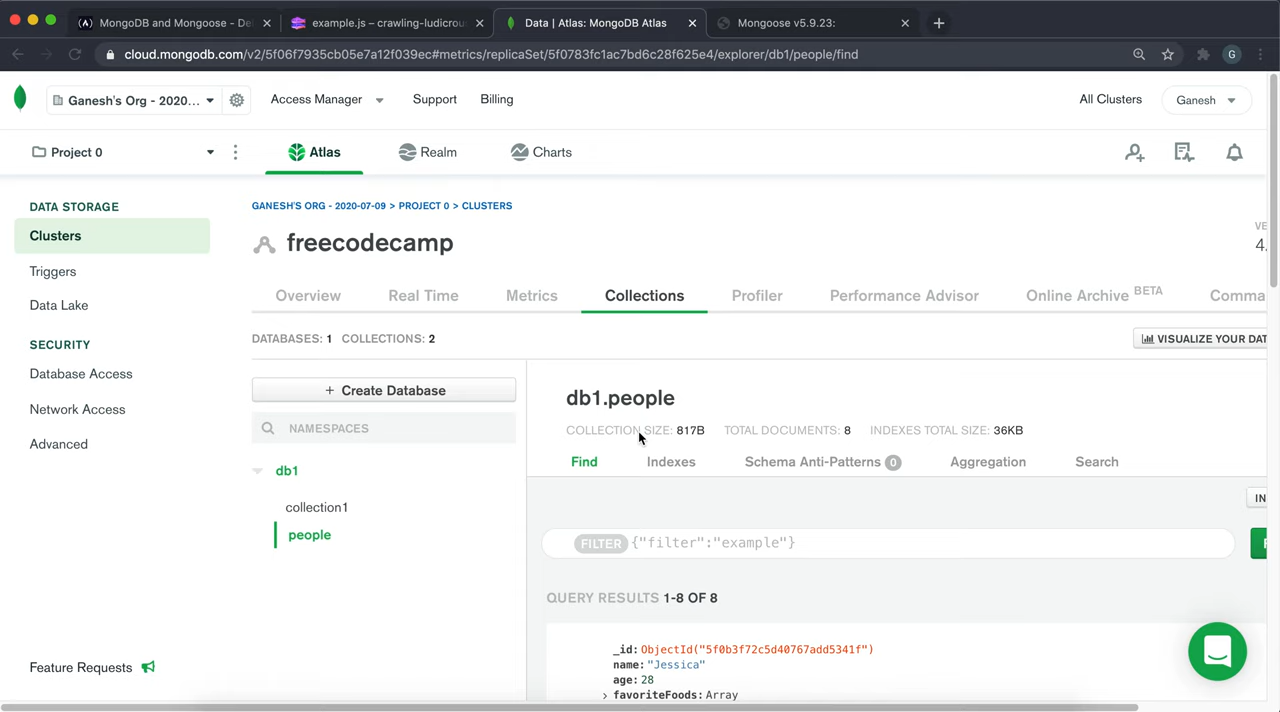 MongoDB and Mongoose - De
example.js – crawling-ludicrou
Data | Atlas: MongoDB Atlas
Mongoose v5.9.23:
cloud.mongodb.com/v2/5f06f7935cb05e7a12f039ec#metrics/replicaSet/5f0783fc1ac7bd6c28f625e4/explorer/db1/people/find
G
Ganesh's Org - 2020...
Access Manager
Support
Billing
All Clusters
Ganesh
Project 0
Atlas
Realm
Charts
DATA STORAGE
Clusters
Triggers
Data Lake
SECURITY
Database Access
Network Access
Advanced
Feature Requests
GANESH'S ORG - 2020-07-09 > PROJECT 0 > CLUSTERS
freecodecamp
VE
4.
Overview
Real Time
Metrics
Collections
Profiler
Performance Advisor
Online Archive BETA
Comma
DATABASES: 1 COLLECTIONS: 2
VISUALIZE YOUR DAT
+ Create Database
NAMESPACES
db1
collection1
people
db1.people
COLLECTION SIZE: 817B TOTAL DOCUMENTS: 8 INDEXES TOTAL SIZE: 36KB
Find
Indexes
Schema Anti-Patterns 0
Aggregation
Search
IN
FILTER {"filter":"example"}
QUERY RESULTS 1-8 OF 8
_id: ObjectId("5f0b3f72c5d40767add5341f")
name: "Jessica"
age: 28
favoriteFoods: Array